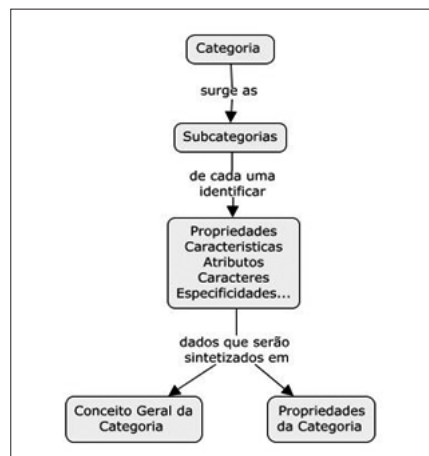 Categoria
surge as
Subcategorias
de cada uma
identificar
Propriedades
Caracteristicas
Atributos
Caracteres
Especificidades...
dados que serão
sintetizados em
Conceito Geral da
Categoria
Propriedades
da Categoria